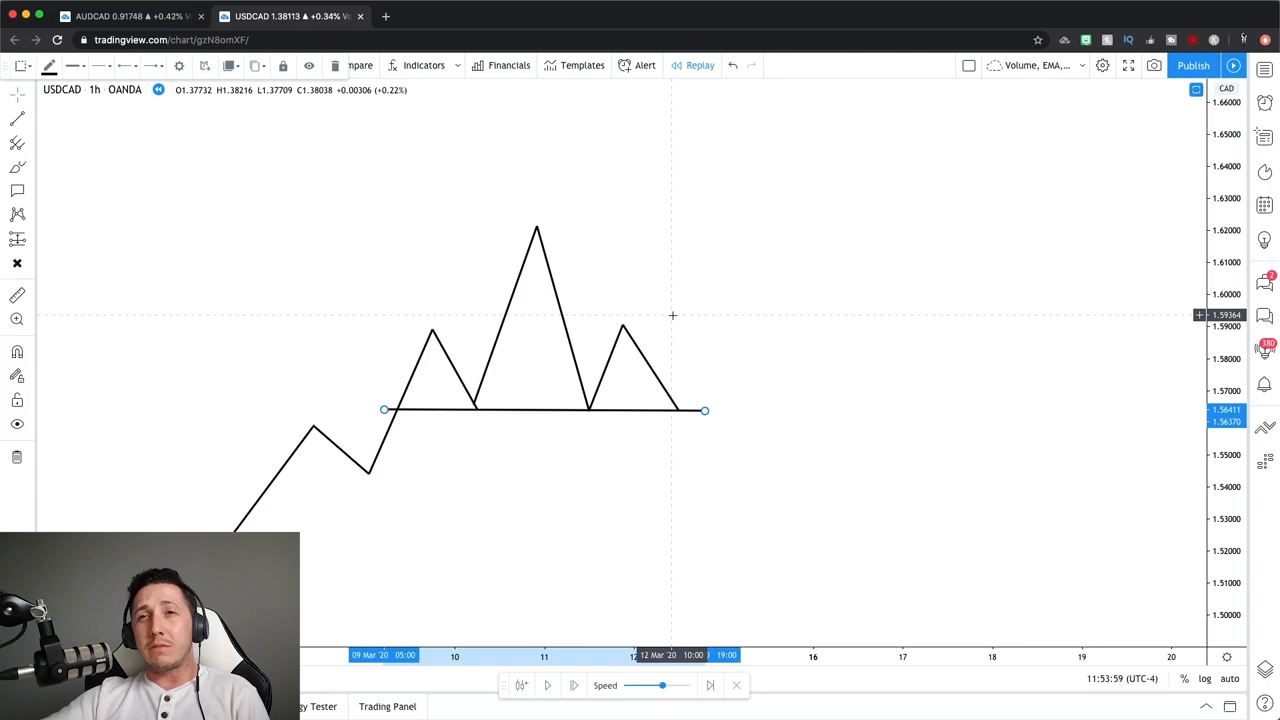 AUDCAD 0.91748 ▲ +0.42% V
USDCAD 1.38113 ▲ +0.34% V
tradingview.com/chart/gzN8omXF/
mpare
Indicators
Financials
Templates
Alert
Replay
Volume, EMA,...
Publish
USDCAD · 1h · OANDA O1.37732 H1.38216 L1.37709 C1.38038 +0.00306 (+0.22%)
CAD
1.66000
1.65000
1.64000
1.63000
1.62000
1.61000
1.60000
1.59364
1.59000
1.58000
1.57000
1.56411
1.56370
1.55000
1.54000
1.53000
1.52000
1.51000
1.50000
2
380
09 Mar '20 05:00
10
11
12
12 Mar '20 10:00
19:00
16
17
18
19
20
Speed
11:53:59 (UTC-4)
%
log
auto
gy Tester
Trading Panel